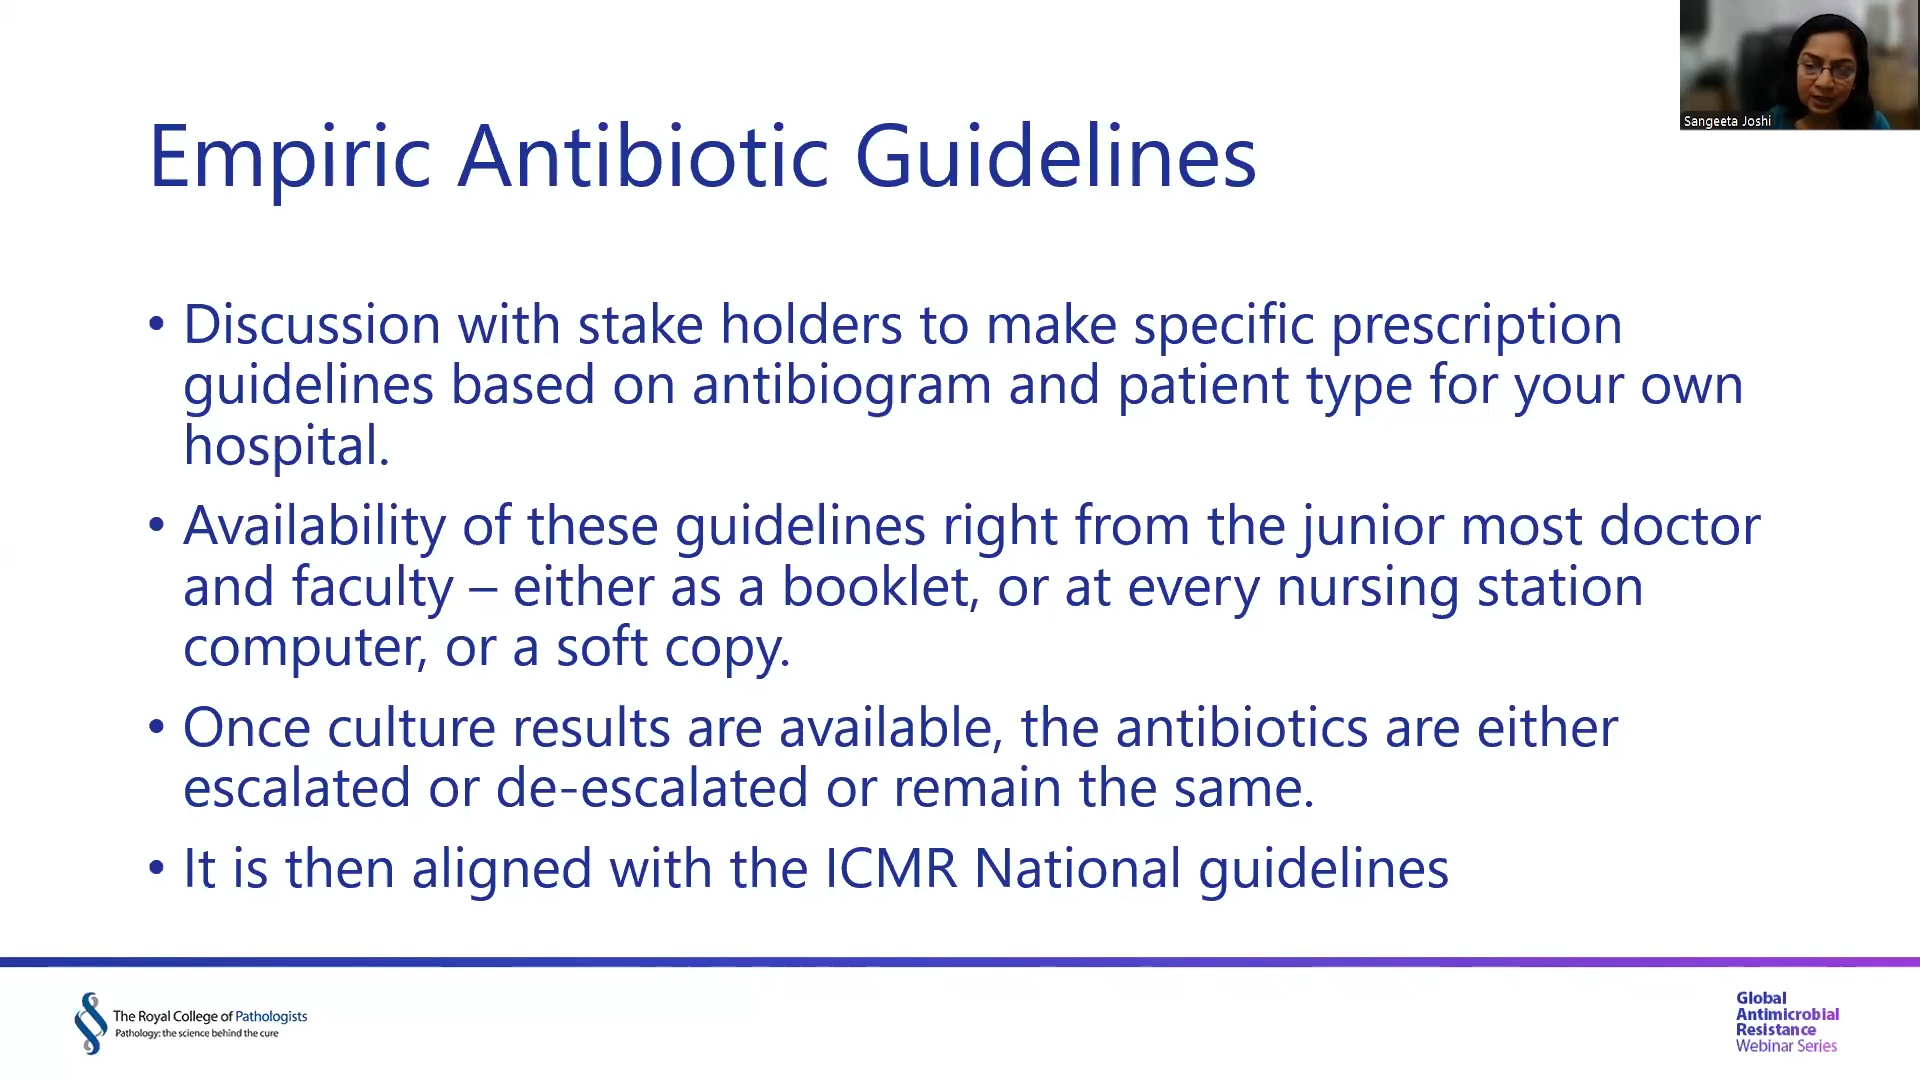 Sangeeta Joshi
Empiric Antibiotic Guidelines
• Discussion with stake holders to make specific prescription
guidelines based on antibiogram and patient type for your own
hospital.
• Availability of these guidelines right from the junior most doctor
and faculty – either as a booklet, or at every nursing station
computer, or a soft copy.
• Once culture results are available, the antibiotics are either
escalated or de-escalated or remain the same.
• It is then aligned with the ICMR National guidelines
The Royal College of Pathologists
Pathology: the science behind the cure
Global
Antimicrobial
Resistance
Webinar Series